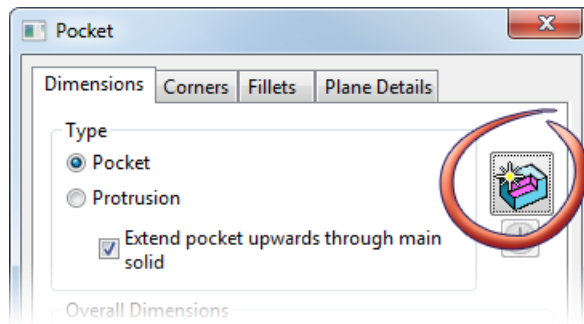 Pocket
Dimensions Corners Fillets Plane Details
Type
Pocket
Protrusion
Extend pocket upwards through main
solid
Overall Dimensions